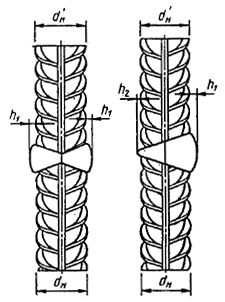 d'н d'н
h₁ h₁ h₂ h₁
dн dн